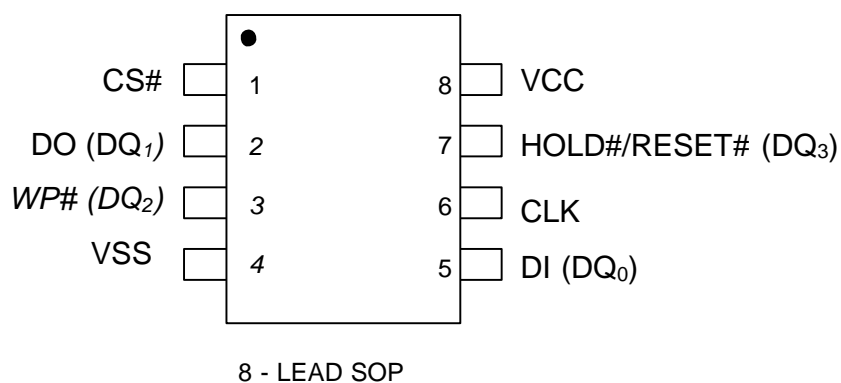 CS# 1 8 VCC
DO (DQ₁) 2 7 HOLD#/RESET# (DQ₃)
WP# (DQ₂) 3 6 CLK
VSS 4 5 DI (DQ₀)
8 - LEAD SOP